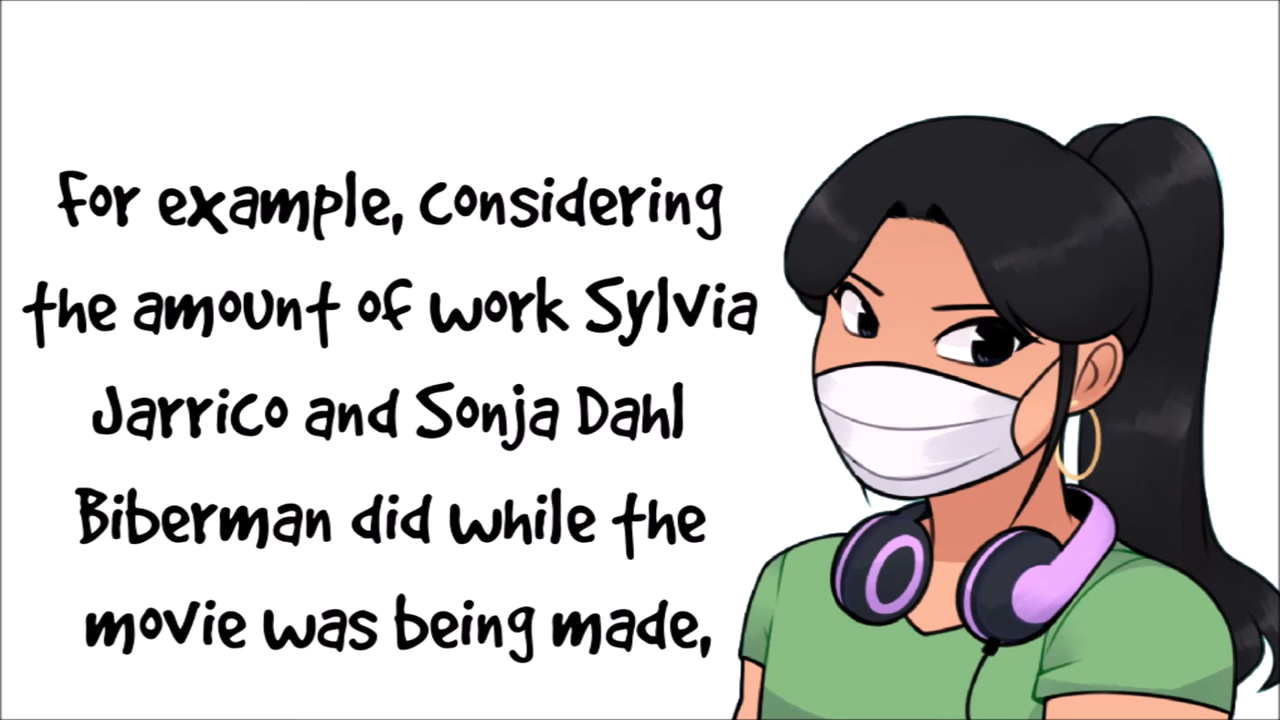 For example, considering
the amount of work Sylvia
Jarrico and Sonja Dahl
Biberman did while the
movie was being made,